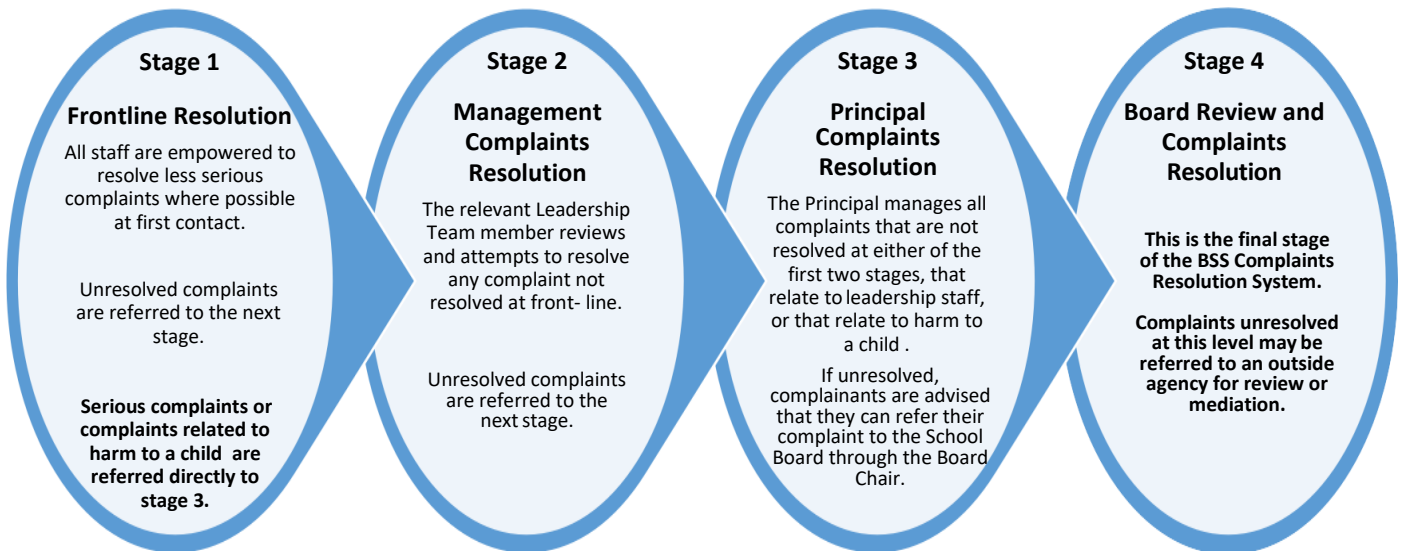 Stage 1
Frontline Resolution
All staff are empowered to
resolve less serious
complaints where possible
at first contact.
Unresolved complaints
are referred to the next
stage.
Serious complaints or
complaints related to
harm to a child are
referred directly to
stage 3.
Stage 2
Management
Complaints
Resolution
The relevant Leadership
Team member reviews
and attempts to resolve
any complaint not
resolved at front- line.
Unresolved complaints
are referred to the
next stage.
Stage 3
Principal
Complaints
Resolution
The Principal manages all
complaints that are not
resolved at either of the
first two stages, that
relate to leadership staff,
or that relate to harm to
a child .
If unresolved,
complainants are advised
that they can refer their
complaint to the School
Board through the Board
Chair.
Stage 4
Board Review and
Complaints
Resolution
This is the final stage
of the BSS Complaints
Resolution System.
Complaints unresolved
at this level may be
referred to an outside
agency for review or
mediation.